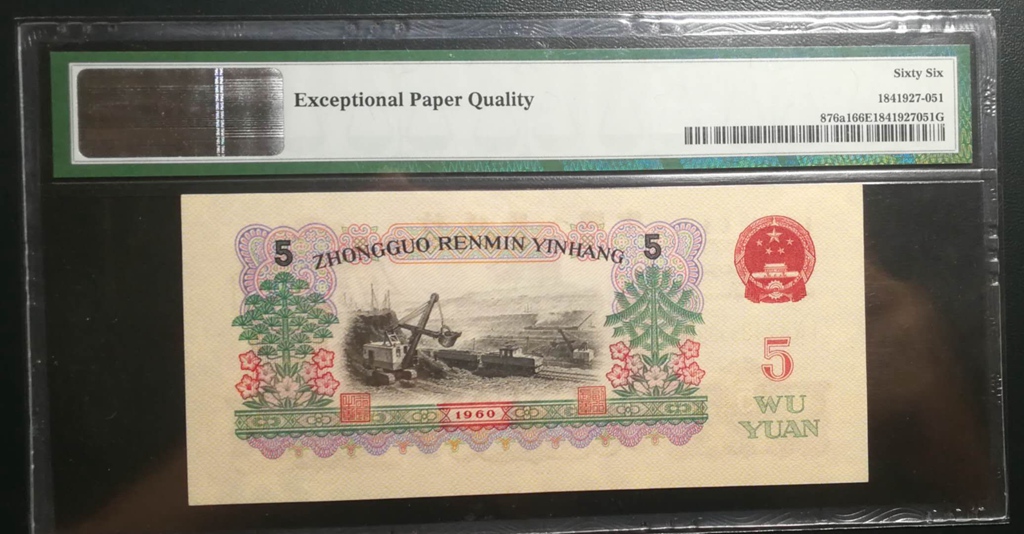 Exceptional Paper Quality
Sixty Six
1841927-051
876a166E1841927051G
5 ZHONGGUO RENMIN YINHANG 5
5
1960
WU
YUAN